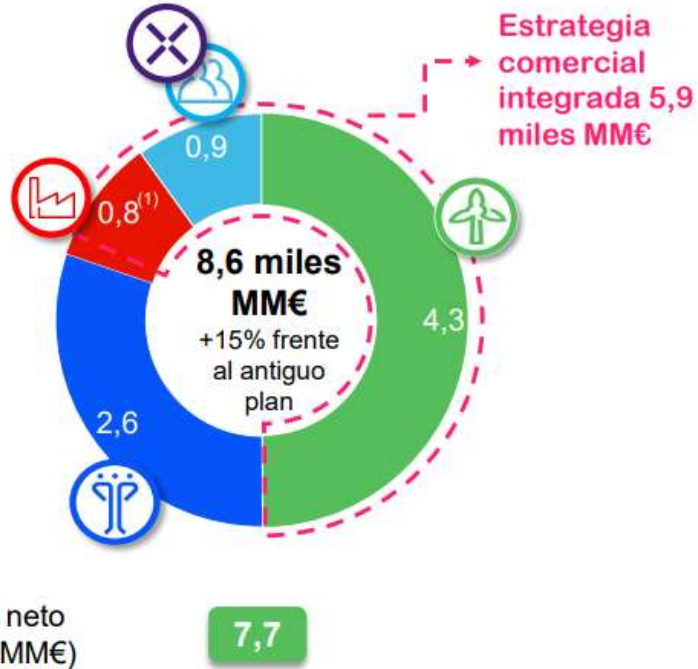 Estrategia
comercial
integrada 5,9
miles MM€
0,9
0,8(1)
8,6 miles
MM€
+15% frente
al antiguo
plan
4,3
2,6
neto
MM€)
7,7